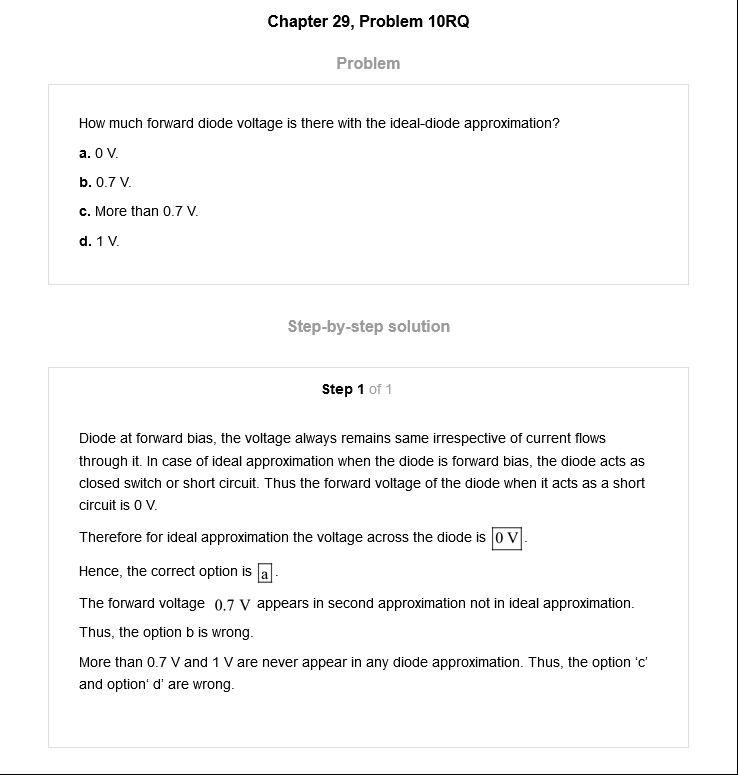 Chapter 29, Problem 10RQ
Problem
How much forward diode voltage is there with the ideal-diode approximation?
a. 0 V.
b. 0.7 V.
c. More than 0.7 V.
d. 1 V.
Step-by-step solution
Step 1 of 1
Diode at forward bias, the voltage always remains same irrespective of current flows
through it. In case of ideal approximation when the diode is forward bias, the diode acts as
closed switch or short circuit. Thus the forward voltage of the diode when it acts as a short
circuit is 0 V.
Therefore for ideal approximation the voltage across the diode is 0 V.
Hence, the correct option is a.
The forward voltage 0.7 V appears in second approximation not in ideal approximation.
Thus, the option b is wrong.
More than 0.7 V and 1 V are never appear in any diode approximation. Thus, the option ‘c’
and option‘ d’ are wrong.